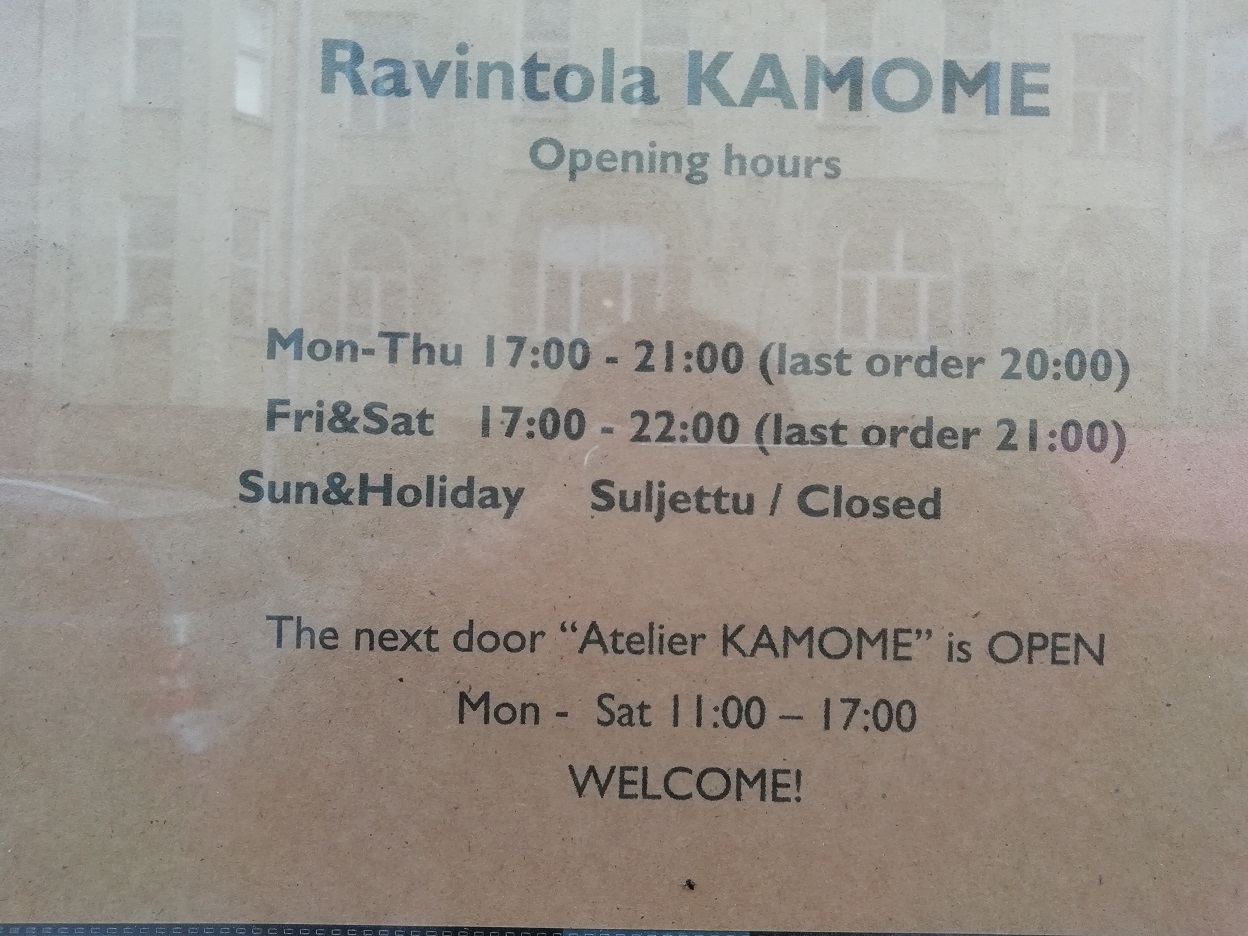 Ravintola KAMOME
Opening hours
Mon-Thu 17:00 - 21:00 (last order 20:00)
Fri&Sat 17:00 - 22:00 (last order 21:00)
Sun&Holiday Suljettu / Closed
The next door “Atelier KAMOME” is OPEN
Mon - Sat 11:00 – 17:00
WELCOME!